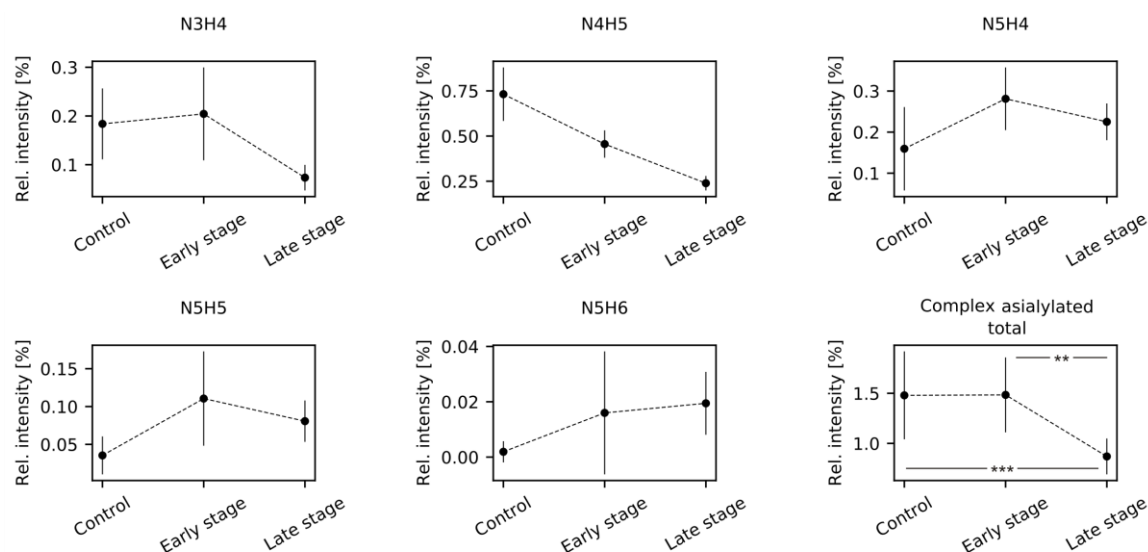 N3H4
N4H5
N5H4
Rel. intensity [%]
0.3
0.2
0.1
Control
Early stage
Late stage
Rel. intensity [%]
0.75
0.50
0.25
Control
Early stage
Late stage
Rel. intensity [%]
0.3
0.2
0.1
Control
Early stage
Late stage
N5H5
N5H6
Complex asialylated
total
Rel. intensity [%]
0.15
0.10
0.05
Control
Early stage
Late stage
Rel. intensity [%]
0.04
0.02
0.00
Control
Early stage
Late stage
Rel. intensity [%]
1.5
1.0
**
***
Control
Early stage
Late stage